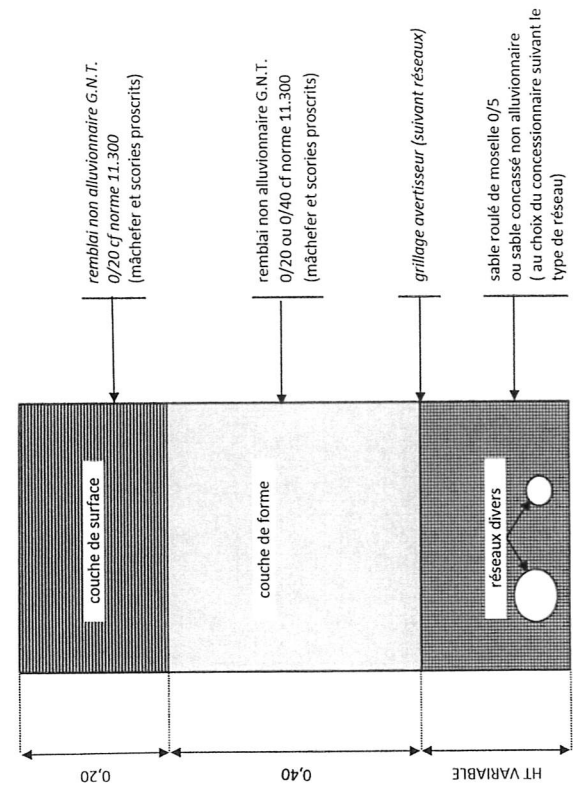 0,20
couche de surface
remblai non alluvionnaire G.N.T.
0/20 cf norme 11.300
(mâchefer et scories proscrits)
0,40
couche de forme
remblai non alluvionnaire G.N.T.
0/20 ou 0/40 cf norme 11.300
(mâchefer et scories proscrits)
grillage avertisseur (suivant réseaux)
HT VARIABLE
réseaux divers
sable roulé de moselle 0/5
ou sable concassé non alluvionnaire
( au choix du concessionnaire suivant le
type de réseau)